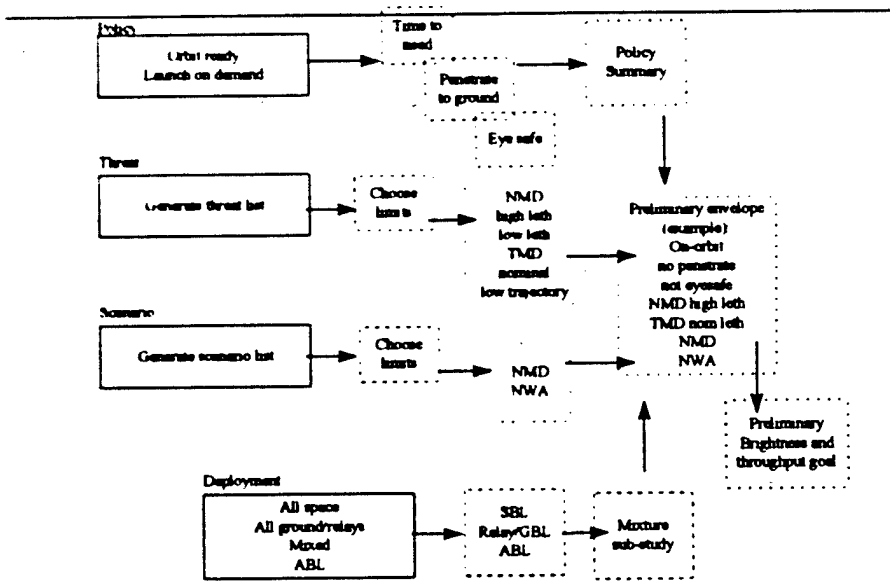 Policy
Orbit ready
Launch on demand
Time to
need
Penetrate
to ground
Eye safe
Policy
Summary
Threat
Generate threat list
Choose
limits
NMD
high leth
low leth
TMD
nominal
low trajectory
Preliminary envelope
(example)
On-orbit
no penetrate
not eyesafe
NMD high leth
TMD nom leth
NMD
NWA
Scenario
Generate scenario list
Choose
limits
NMD
NWA
Preliminary
Brightness and
throughput goal
Deployment
All space
All ground/relays
Mixed
ABL
SBL
Relay/GBL
ABL
Mixture
sub-study